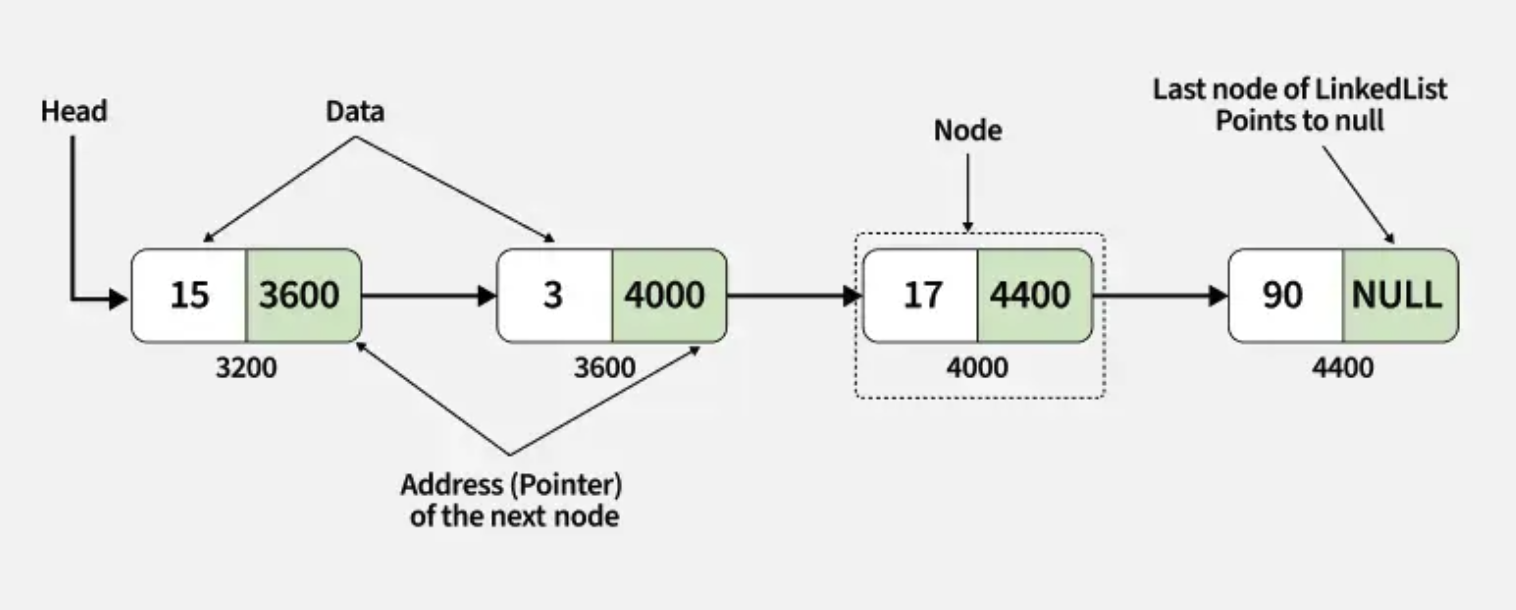 Head
Data
Node
Last node of LinkedList
Points to null
15 3600
3 4000
17 4400
90 NULL
3200
3600
4000
4400
Address (Pointer)
of the next node